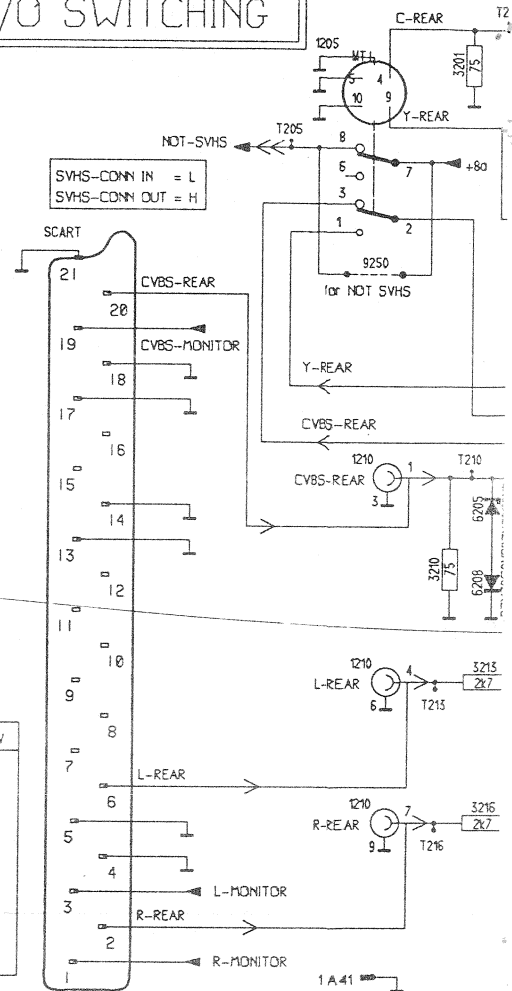 /O SWITCHING
C-REAR
T2
1205
MT1
3201
75
5
4
10
9
Y-REAR
T205
NOT-SVHS
8
7
+8a
6
SVHS-CONN IN = L
SVHS-CONN OUT = H
3
2
1
SCART
21
9250
for NOT SVHS
CVBS-REAR
20
19
CVBS-MONITOR
18
Y-REAR
17
CVBS-REAR
16
1210
1
T210
CVBS-REAR
15
3
6205
14
13
3210
75
6208
12
11
10
1210
4
3213
L-REAR
2k7
9
6
T213
8
7
L-REAR
6
1210
7
3216
R-REAR
2k7
5
9
T216
4
L-MONITOR
3
R-REAR
2
R-MONITOR
1
1A41